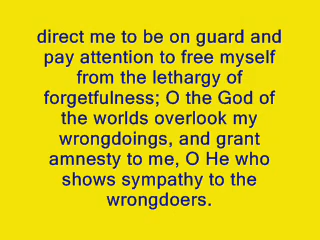 direct me to be on guard and
pay attention to free myself
from the lethargy of
forgetfulness; O the God of
the worlds overlook my
wrongdoings, and grant
amnesty to me, O He who
shows sympathy to the
wrongdoers.